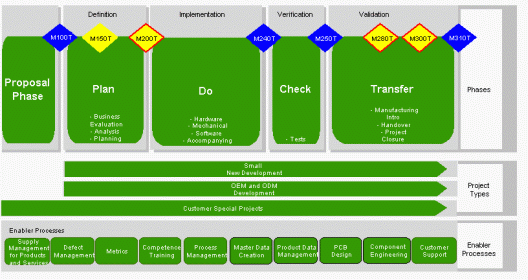 Definition
Implementation
Verification
Validation
M100T
M150T
M200T
M240T
M250T
M280T
M300T
M310T
Proposal
Phase
Plan
- Business
Evaluation
- Analysis
- Planning
Do
- Hardware
- Mechanical
- Software
- Accompanying
Check
- Tests
Transfer
- Manufacturing
Intro
- Handover
- Project
Closure
Phases
Small
New Development
OEM and ODM
Development
Customer Special Projects
Project
Types
Enabler Processes
Supply
Management
for Products
and Services
Defect
Management
Metrics
Competence
Training
Process
Management
Master Data
Creation
Product Data
Management
PCB
Design
Component
Engineering
Customer
Support
Enabler
Processes